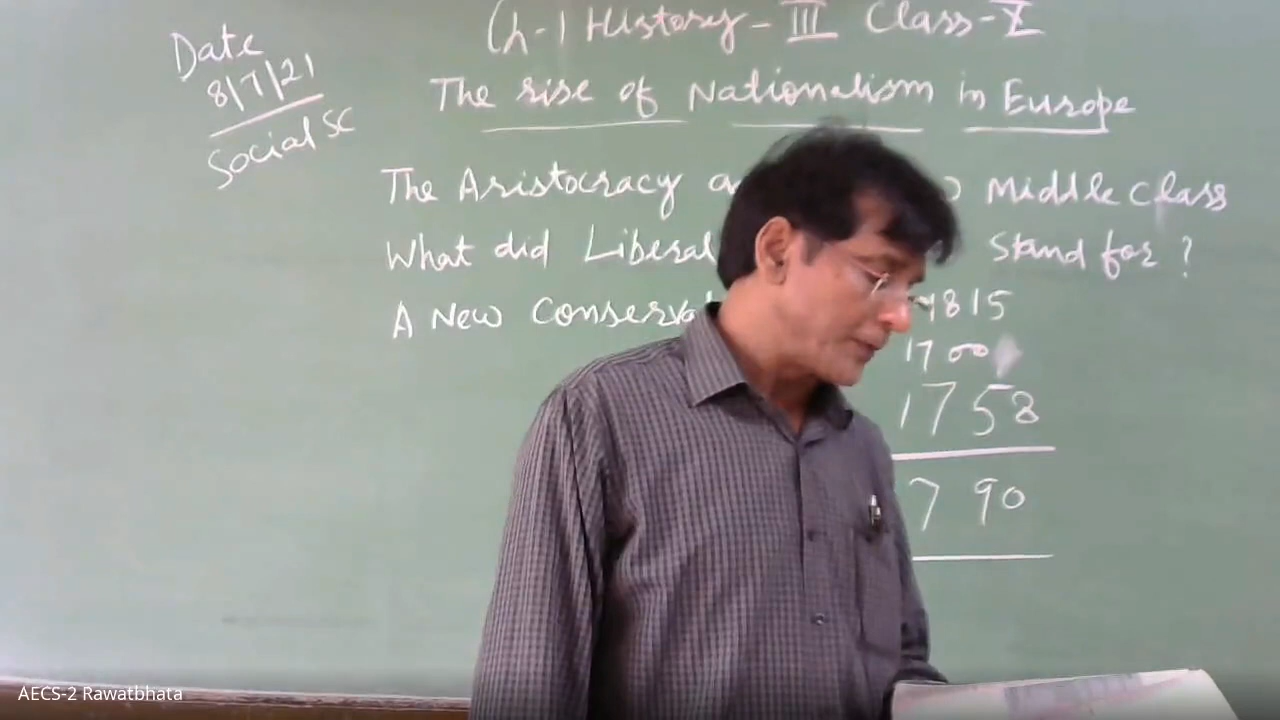 Date
8/7/21
Social SC
Ch-1 History-III Class-X
The rise of Nationalism in Europe
The Aristocracy Middle class
What did Liberal Stand for ?
A New Conserva 1815
1700
1758
790
AECS-2 Rawatbhata